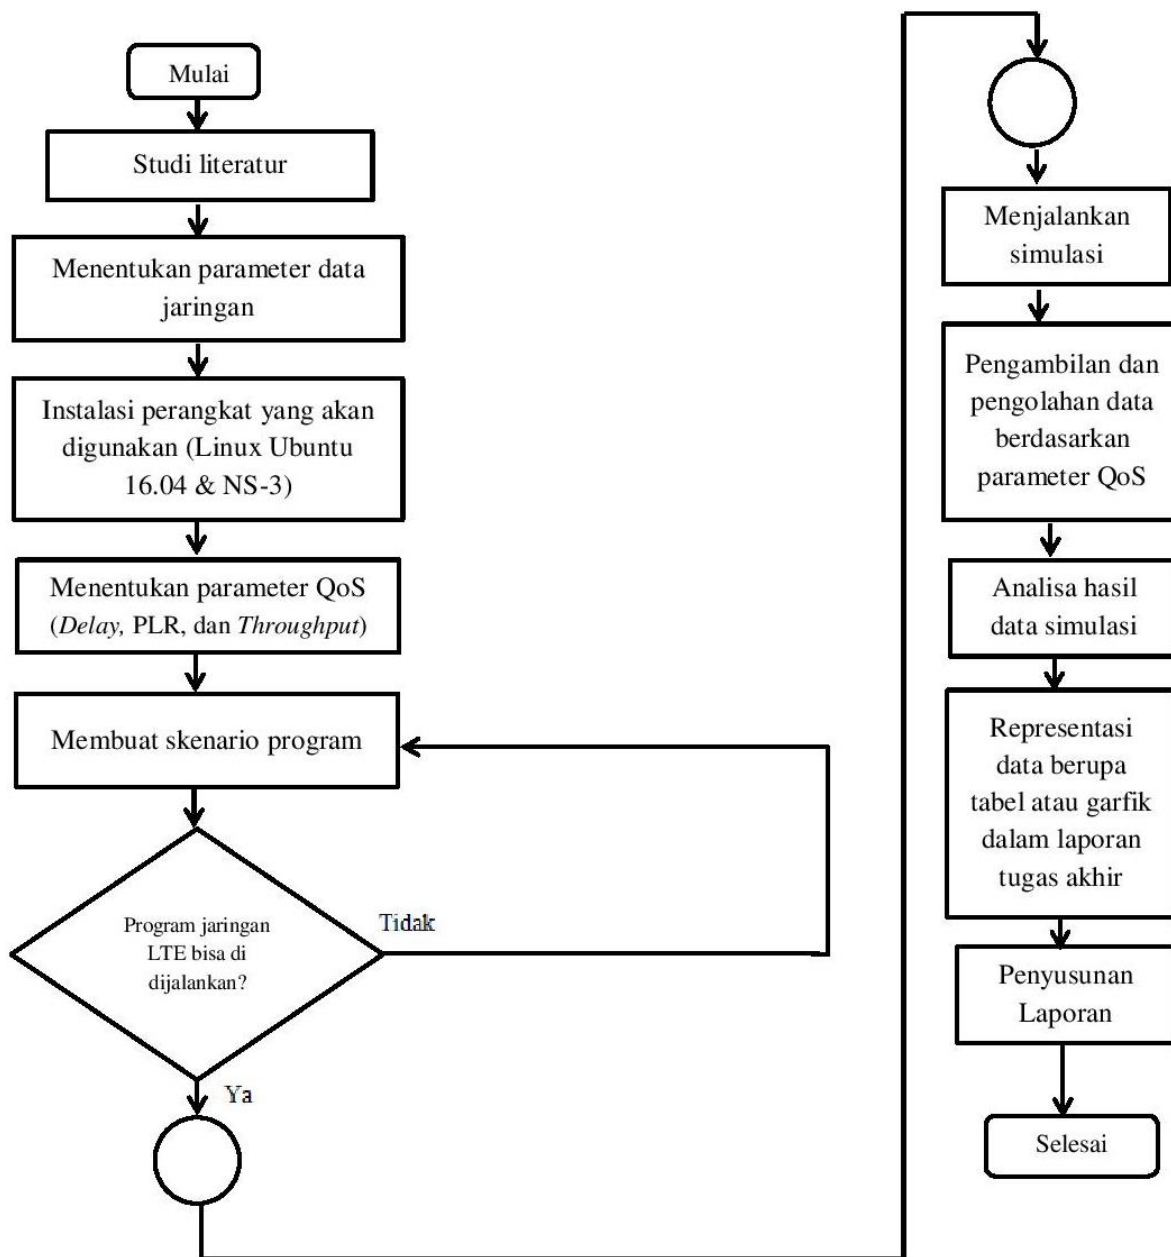 Mulai
Studi literatur
Menentukan parameter data
jaringan
Instalasi perangkat yang akan
digunakan (Linux Ubuntu
16.04 & NS-3)
Menentukan parameter QoS
(Delay, PLR, dan Throughput)
Membuat skenario program
Program jaringan
LTE bisa di
dijalankan?
Tidak
Ya
Menjalankan
simulasi
Pengambilan dan
pengolahan data
berdasarkan
parameter QoS
Analisa hasil
data simulasi
Representasi
data berupa
tabel atau garfik
dalam laporan
tugas akhir
Penyusunan
Laporan
Selesai